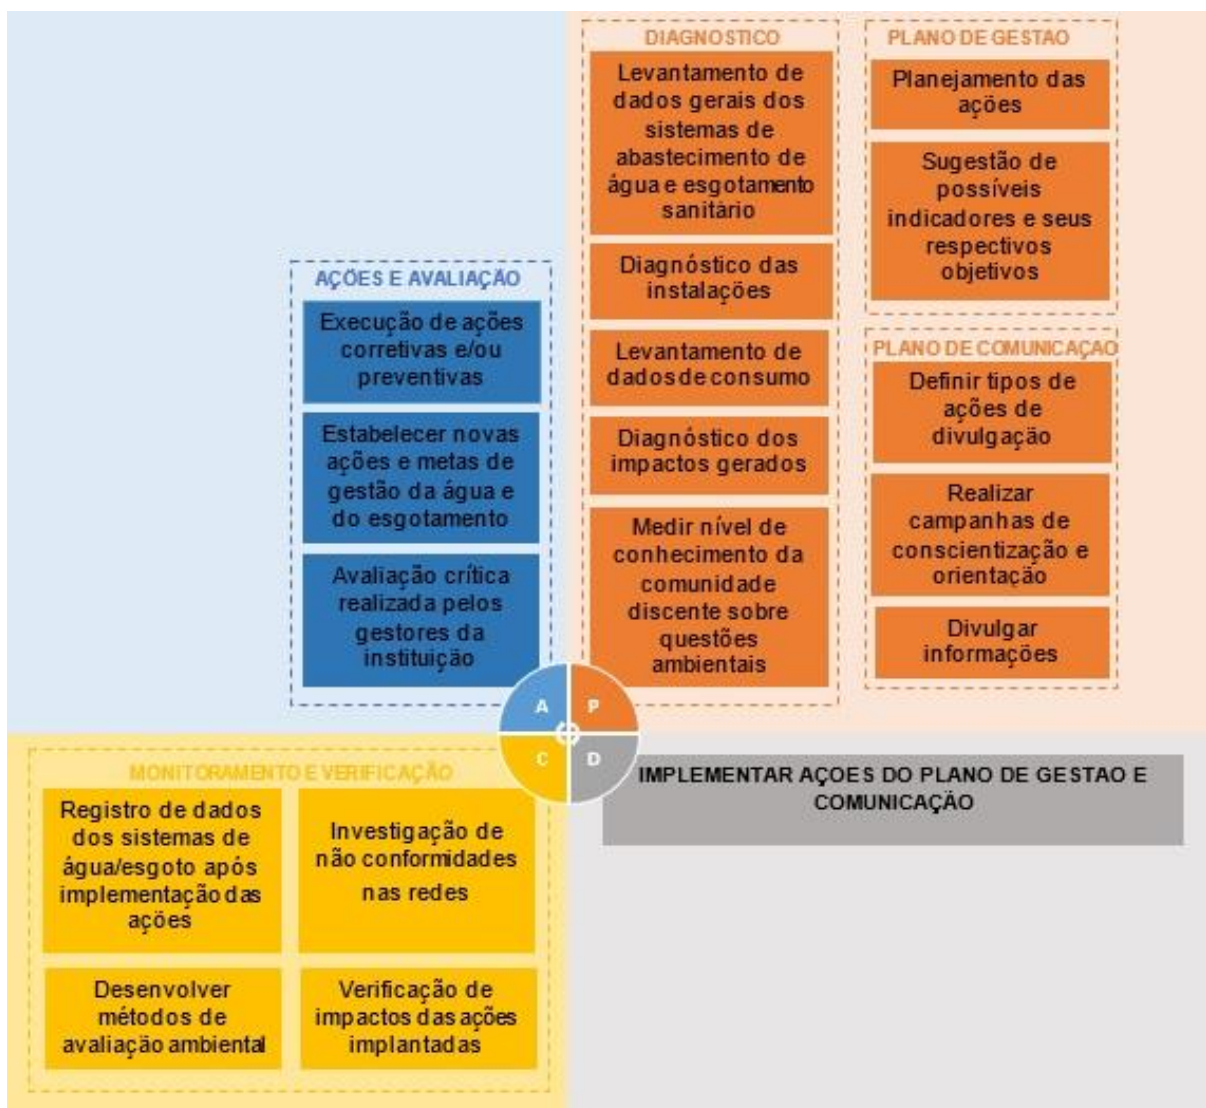 DIAGNOSTICO
Levantamento de
dados gerais dos
sistemas de
abastecimento de
água e esgotamento
sanitário
Diagnóstico das
instalações
Levantamento de
dados de consumo
Diagnóstico dos
impactos gerados
Medir nível de
conhecimento da
comunidade
discente sobre
questões
ambientais
PLANO DE GESTAO
Planejamento das
ações
Sugestão de
possíveis
indicadores e seus
respectivos
objetivos
PLANO DE COMUNICAÇAO
Definir tipos de
ações de
divulgação
Realizar
campanhas de
conscientização e
orientação
Divulgar
informações
AÇÕES E AVALIAÇÃO
Execução de ações
corretivas e/ou
preventivas
Estabelecer novas
ações e metas de
gestão da água e
do esgotamento
Avaliação crítica
realizada pelos
gestores da
instituição
A P
C D
MONITORAMENTO E VERIFICAÇÃO
Registro de dados
dos sistemas de
água/esgoto após
implementação das
ações
Investigação de
não conformidades
nas redes
Desenvolver
métodos de
avaliação ambiental
Verificação de
impactos das ações
implantadas
IMPLEMENTAR AÇOES DO PLANO DE GESTAO E
COMUNICAÇÃO